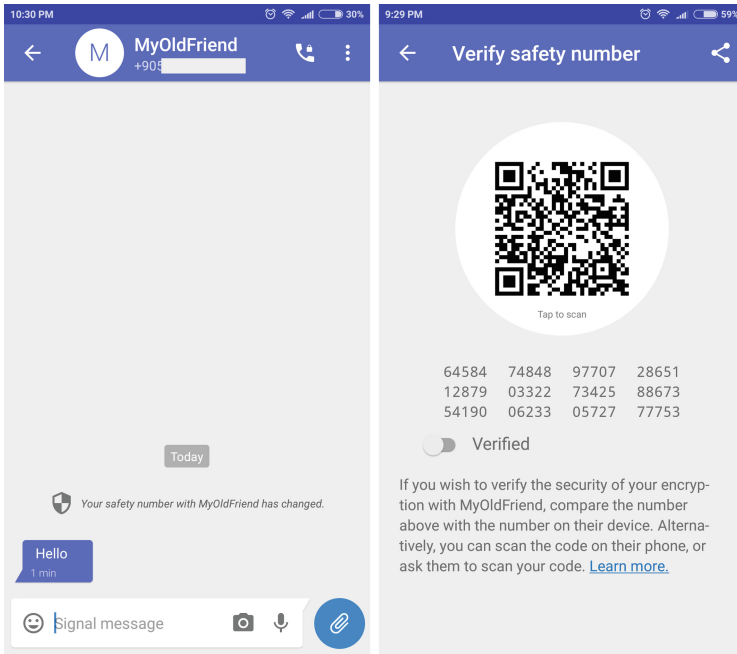 10:30 PM
30%
M
MyOldFriend
+905
Today
Your safety number with MyOldFriend has changed.
Hello
1 min
Signal message
9:29 PM
59%
Verify safety number
Tap to scan
64584 74848 97707 28651
12879 03322 73425 88673
54190 06233 05727 77753
Verified
If you wish to verify the security of your encryp-
tion with MyOldFriend, compare the number
above with the number on their device. Alterna-
tively, you can scan the code on their phone, or
ask them to scan your code. Learn more.